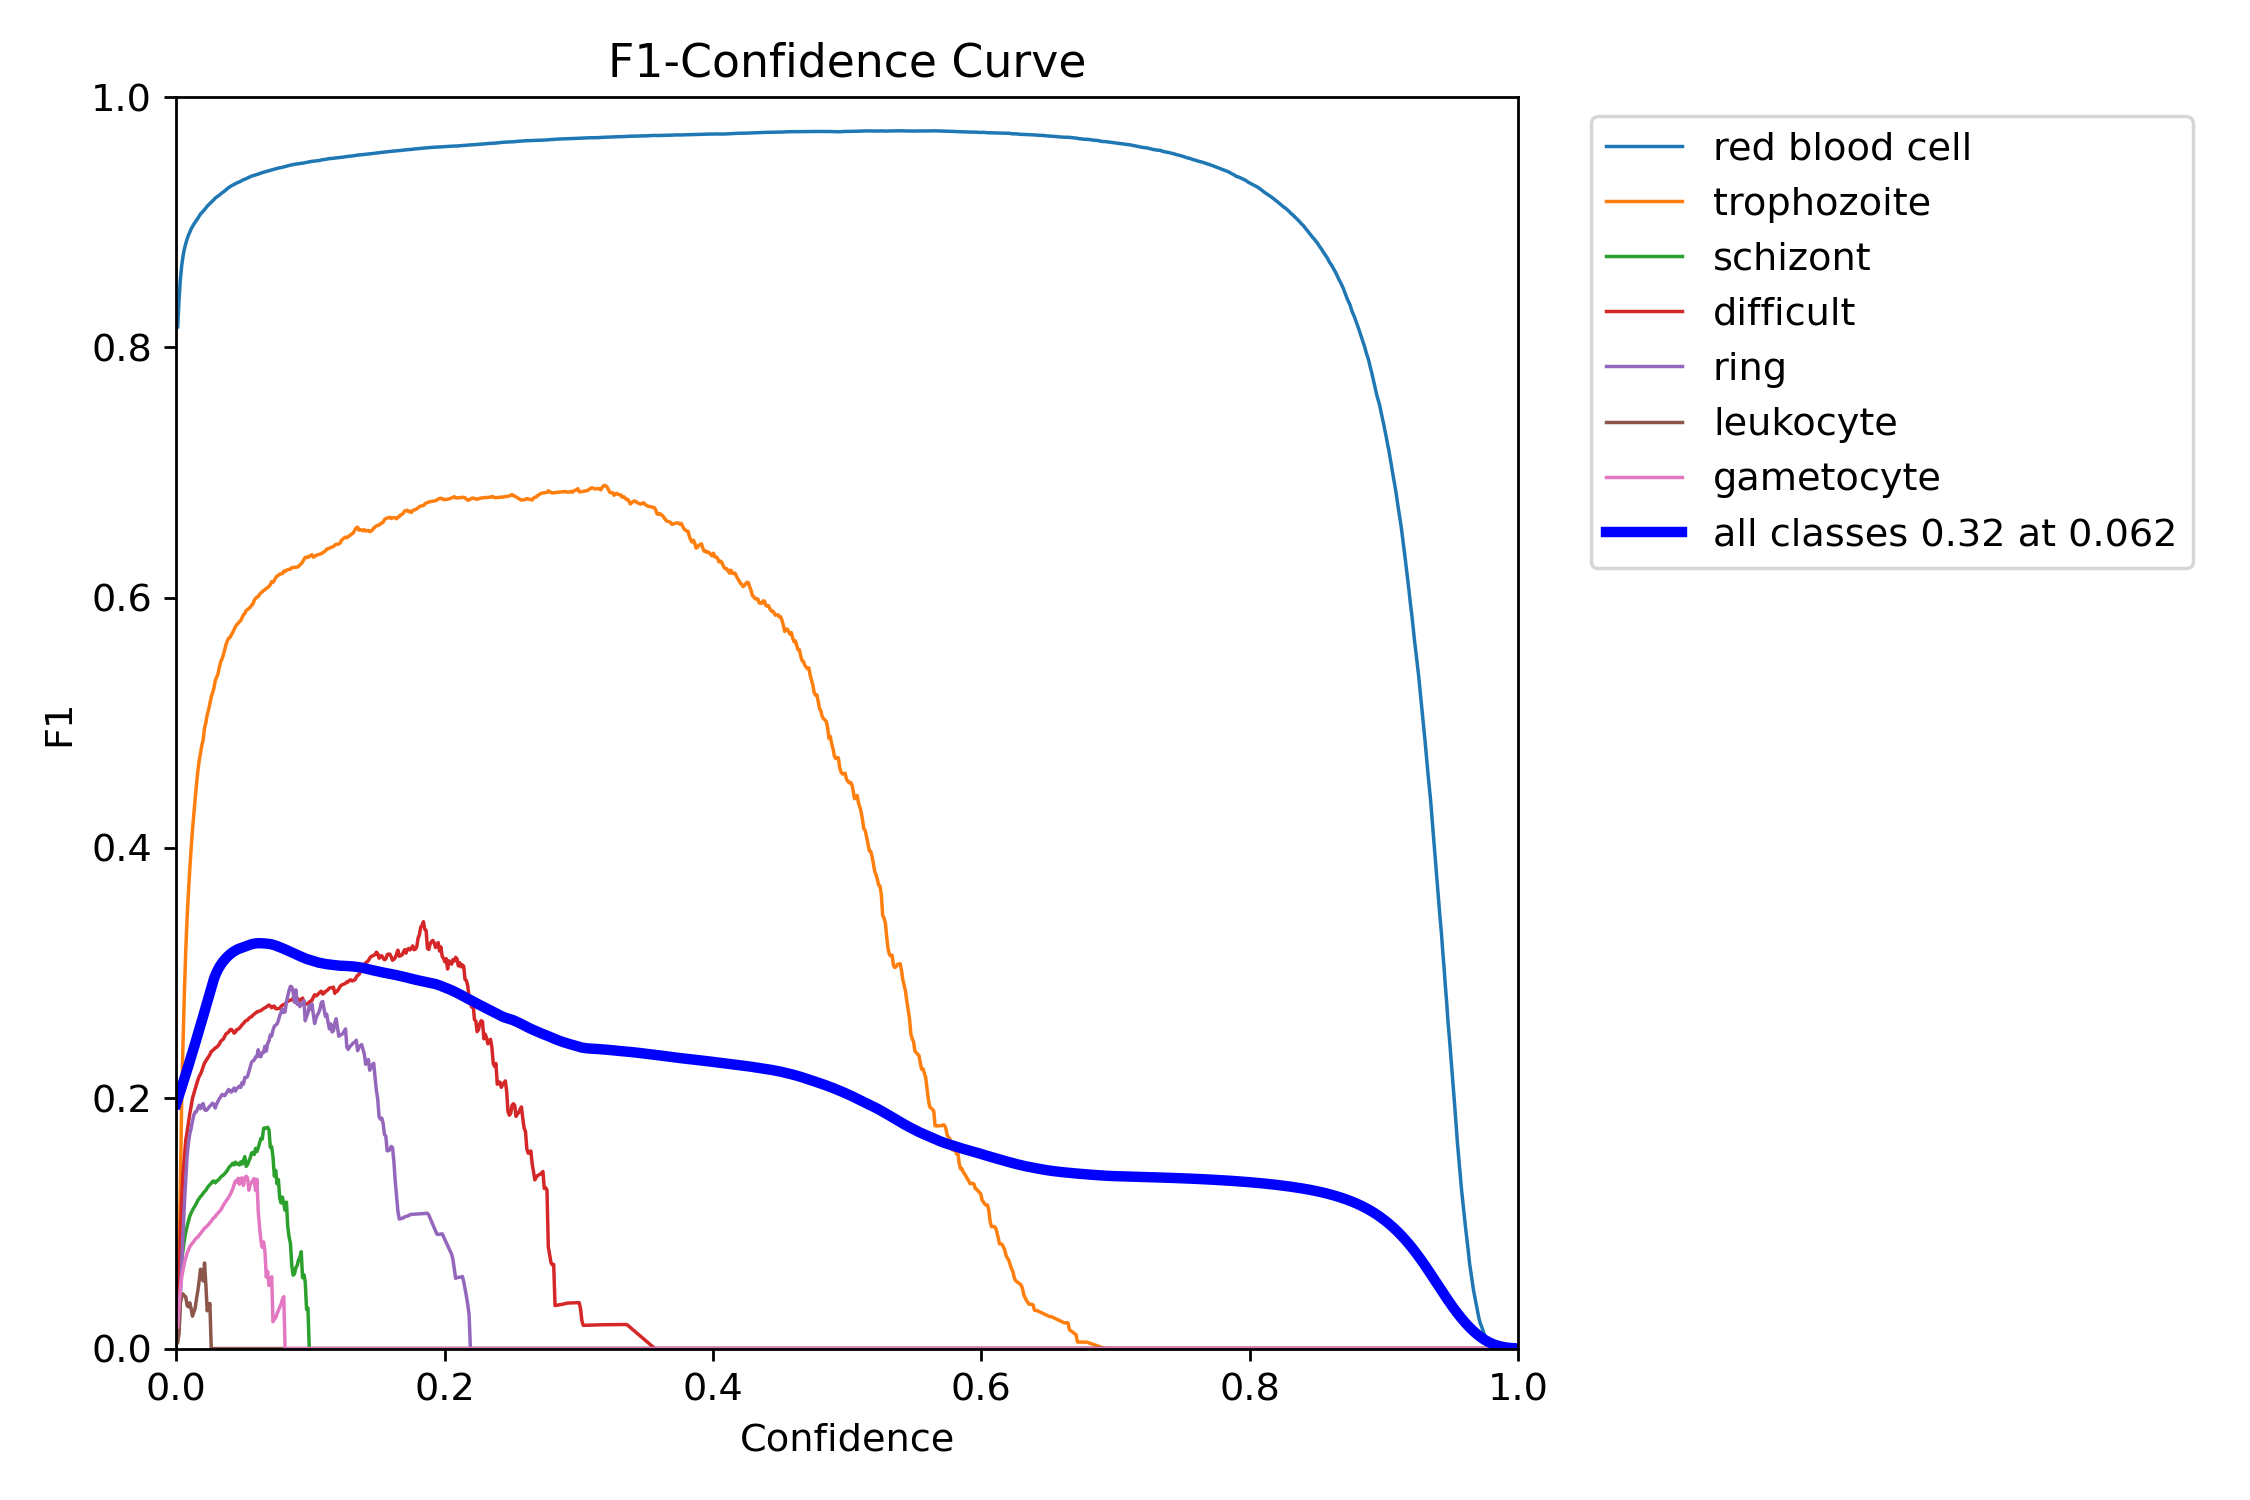 F1-Confidence Curve
1.0
0.8
0.6
0.4
0.2
0.0
F1
0.0 0.2 0.4 0.6 0.8 1.0
Confidence
red blood cell
trophozoite
schizont
difficult
ring
leukocyte
gametocyte
all classes 0.32 at 0.062